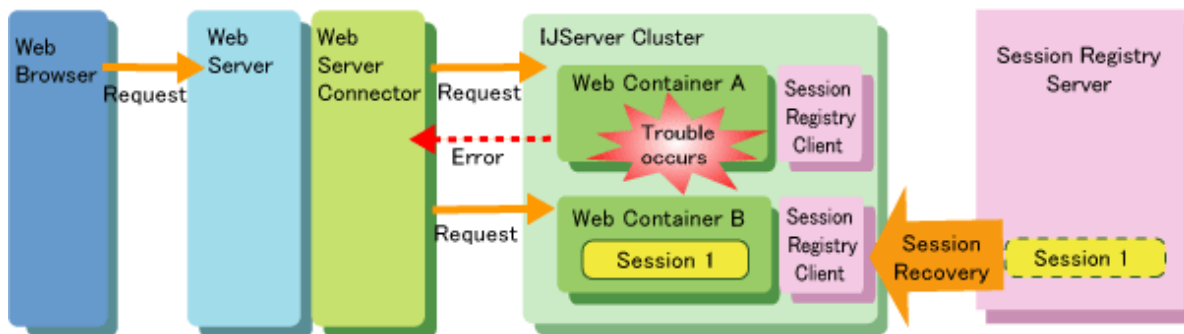 Web
Browser
Request
Web
Server
Web
Server
Connector
Request
Error
Request
IJServer Cluster
Web Container A
Trouble
occurs
Session
Registry
Client
Web Container B
Session 1
Session
Registry
Client
Session
Recovery
Session Registry
Server
Session 1